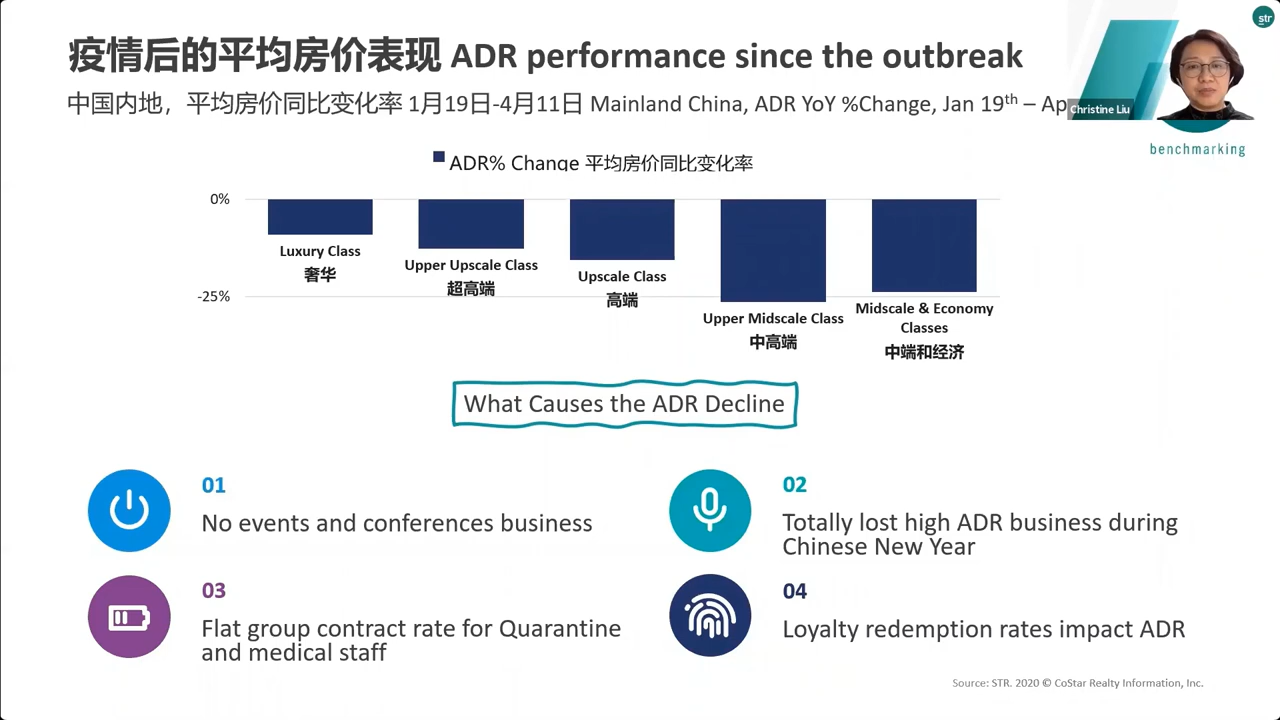 str
疫情后的平均房价表现 ADR performance since the outbreak
中国内地，平均房价同比变化率 1月19日-4月11日 Mainland China, ADR YoY %Change, Jan 19th –
Christine Liu
benchmarking
ADR% Change 平均房价同比变化率
0%
-25%
Luxury Class
奢华
Upper Upscale Class
超高端
Upscale Class
高端
Upper Midscale Class
中高端
Midscale & Economy
Classes
中端和经济
What Causes the ADR Decline
01
No events and conferences business
02
Totally lost high ADR business during
Chinese New Year
03
Flat group contract rate for Quarantine
and medical staff
04
Loyalty redemption rates impact ADR
Source: STR. 2020 © CoStar Realty Information, Inc.